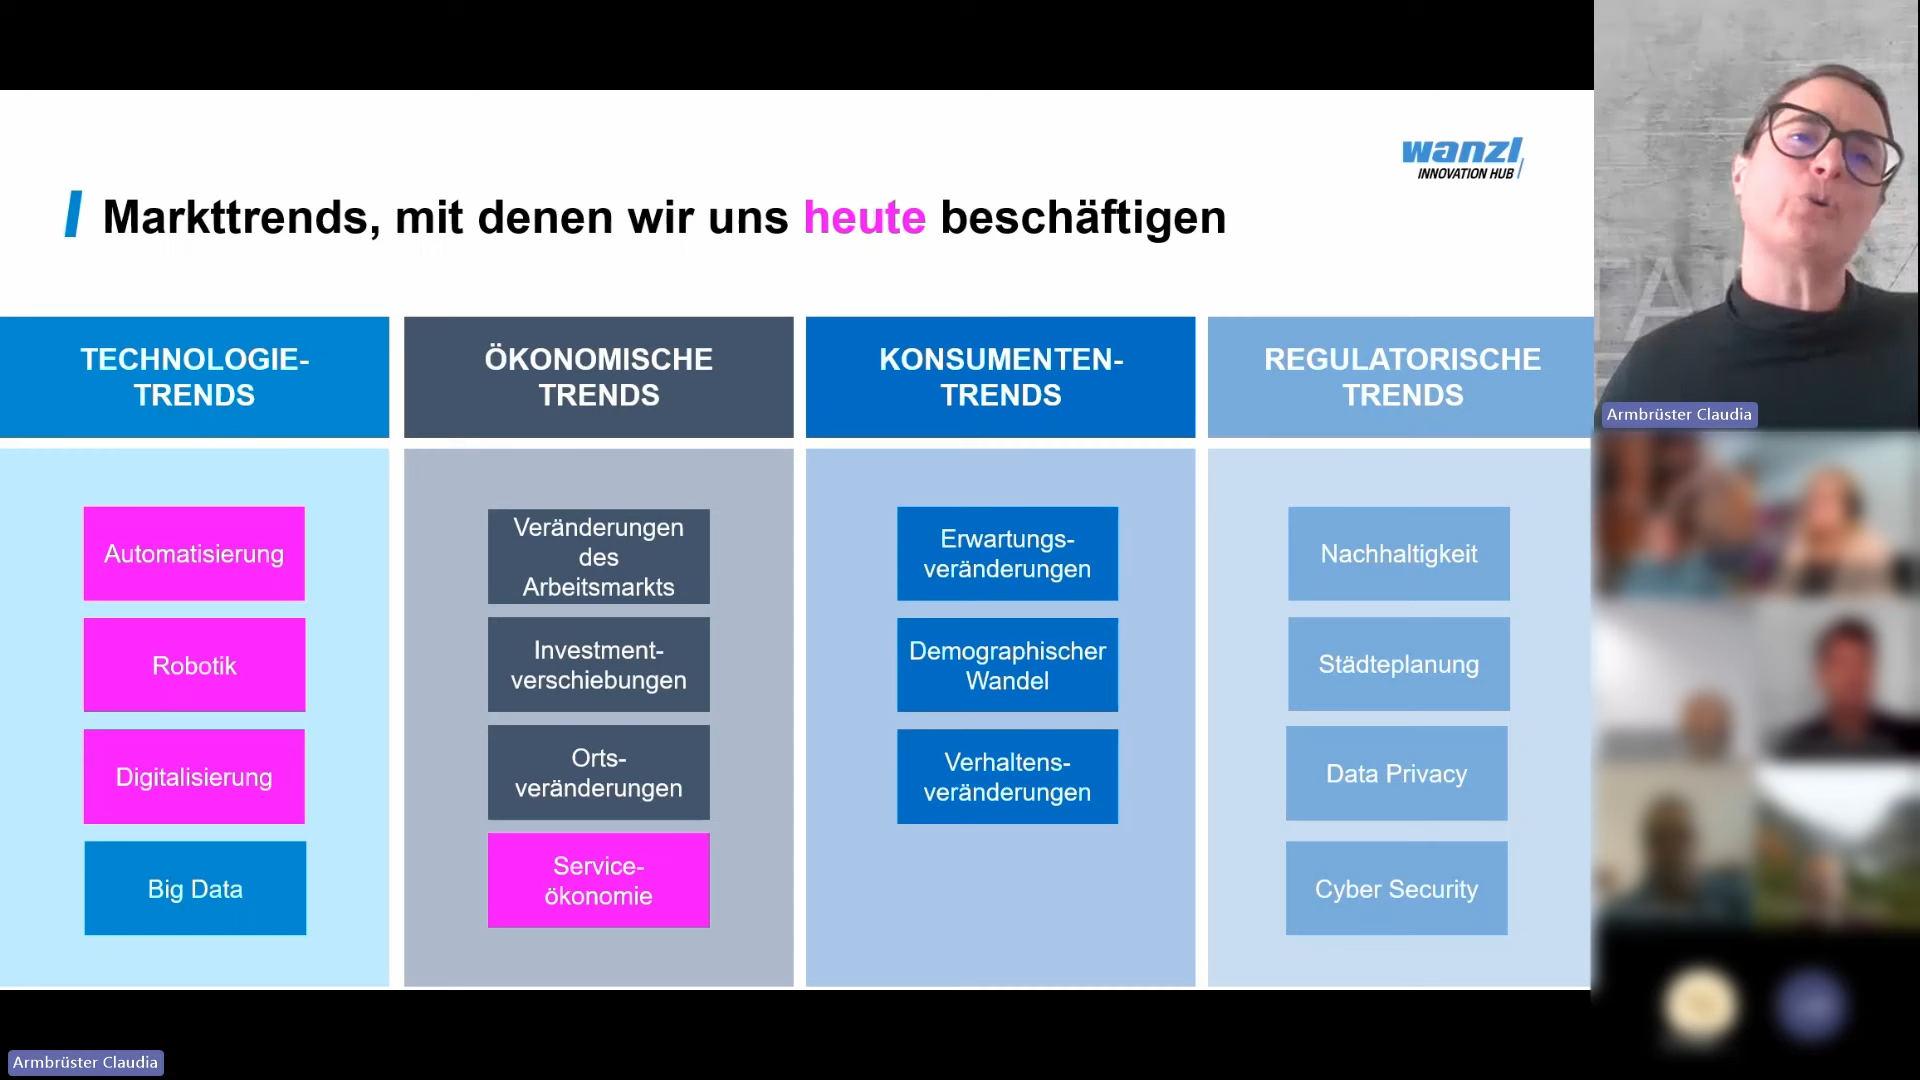 wanzl
INNOVATION HUB
Markttrends, mit denen wir uns heute beschäftigen
TECHNOLOGIE-
TRENDS
Automatisierung
Robotik
Digitalisierung
Big Data
ÖKONOMISCHE
TRENDS
Veränderungen
des
Arbeitsmarkts
Investment-
verschiebungen
Orts-
veränderungen
Service-
ökonomie
KONSUMENTEN-
TRENDS
Erwartungs-
veränderungen
Demographischer
Wandel
Verhaltens-
veränderungen
REGULATORISCHE
TRENDS
Nachhaltigkeit
Städteplanung
Data Privacy
Cyber Security
Armbrüster Claudia
Armbrüster Claudia